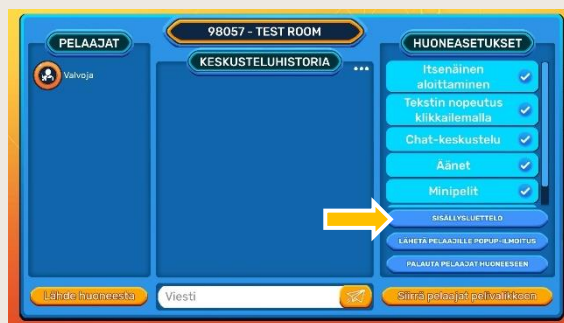 98057 - TEST ROOM
PELAAJAT
Valvoja
KESKUSTELUHISTORIA
HUONEASETUKSET
Itsenäinen
aloittaminen
Tekstin nopeutus
klikkailemalla
Chat-keskustelu
Äänet
Minipelit
SISÄLLYSLUETTELO
LÄHETÄ PELAAJILLE POPUP-ILMOITUS
PALAUTA PELAAJAT HUONEESEEN
Lähde huoneesta
Viesti
Siirrä pelaajat pelivalikkoon